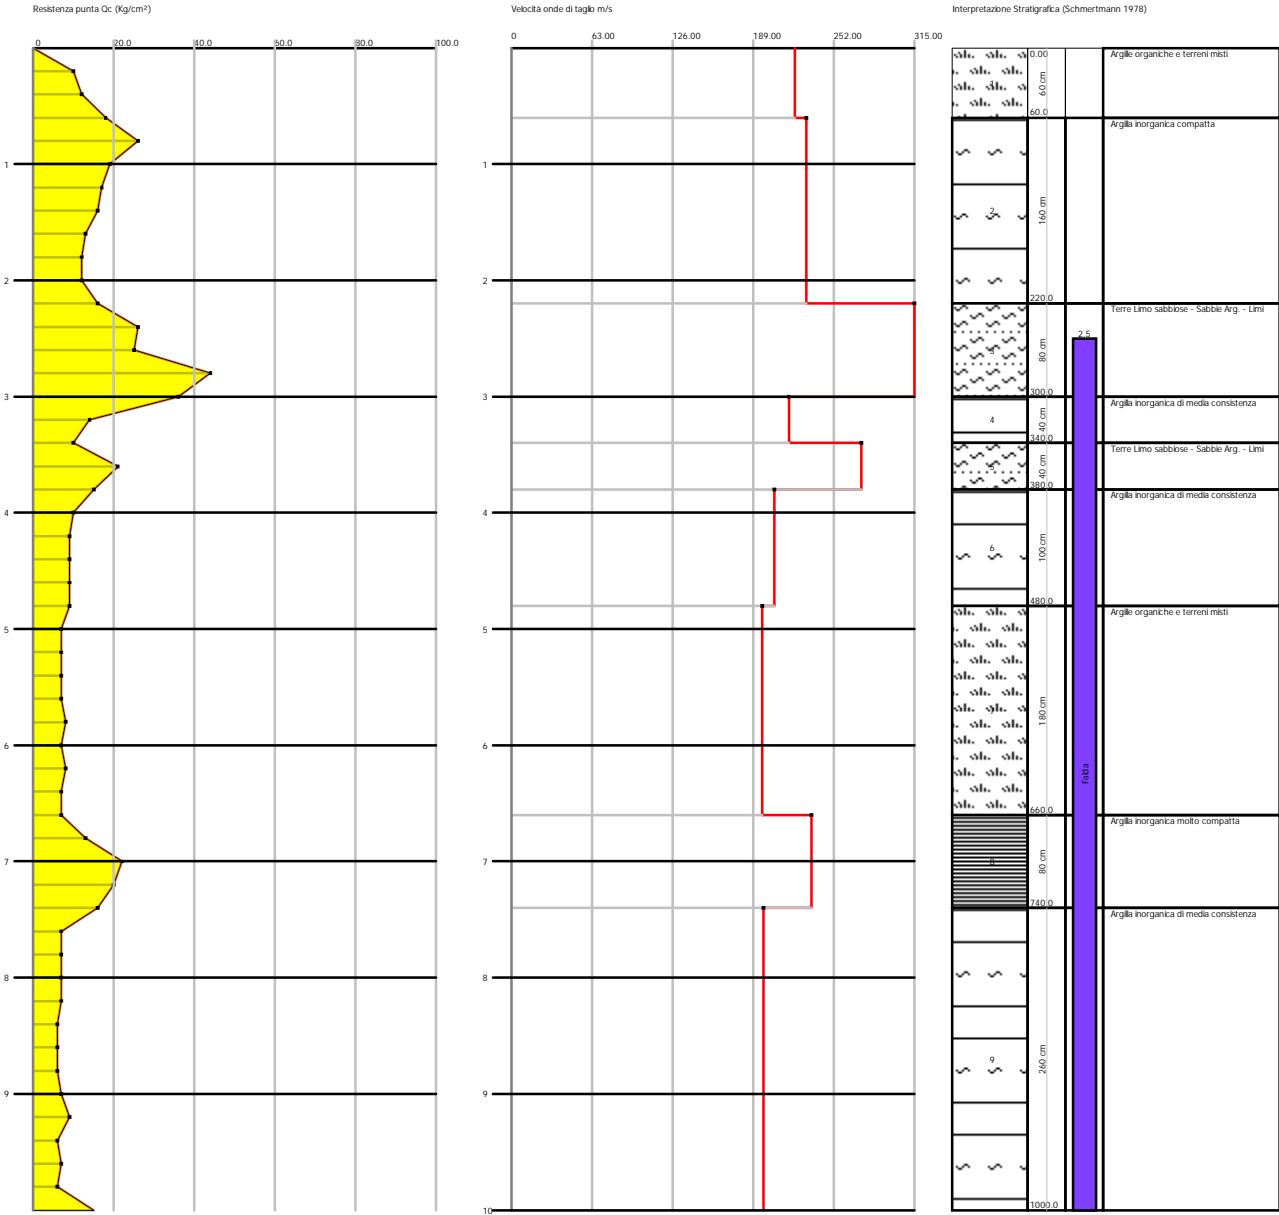 Resistenza punta Qc (Kg/cm²)
0 20.0 40.0 50.0 80.0 100.0
1
2
3
4
5
6
7
8
9
Velocità onde di taglio m/s
0 63.00 126.00 189.00 252.00 315.00
1
2
3
4
5
6
7
8
9
10
Interpretazione Stratigrafica (Schmertmann 1978)
1 0.00 60 cm 60.0 Argille organiche e terreni misti
2 160 cm 220.0 Argilla inorganica compatta
3 80 cm 300.0 Terre Limo sabbiose - Sabbie Arg. - Limi
2.5
4 40 cm 340.0 Argilla inorganica di media consistenza
5 40 cm 380.0 Terre Limo sabbiose - Sabbie Arg. - Limi
6 100 cm 480.0 Argilla inorganica di media consistenza
7 180 cm 660.0 Argille organiche e terreni misti
Falda
8 80 cm 740.0 Argilla inorganica molto compatta
9 260 cm 1000.0 Argilla inorganica di media consistenza